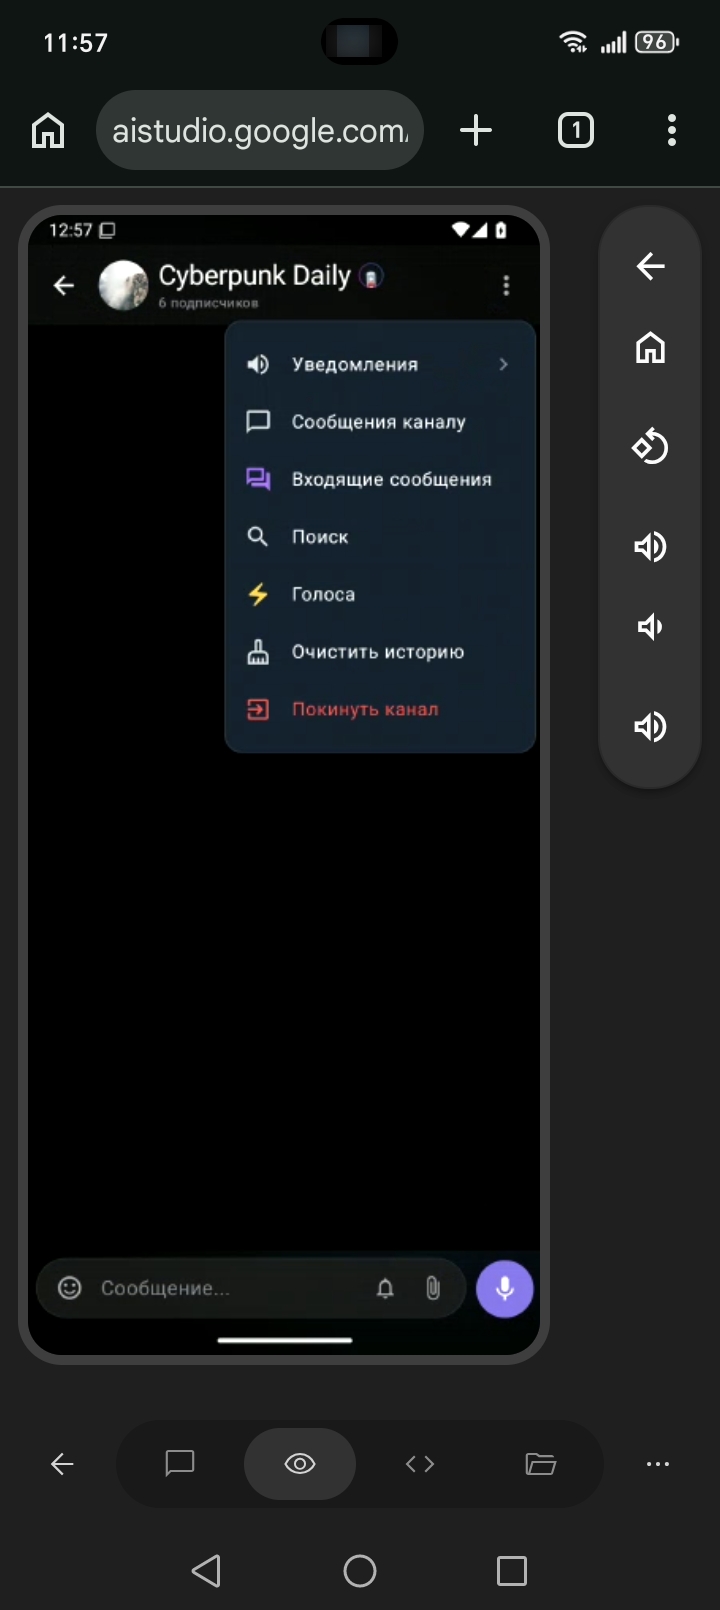 11:57
96
aistudio.google.com/
1
12:57
Cyberpunk Daily
6 подписчиков
Уведомления
Сообщения каналу
Входящие сообщения
Поиск
Голоса
Очистить историю
Покинуть канал
Сообщение...